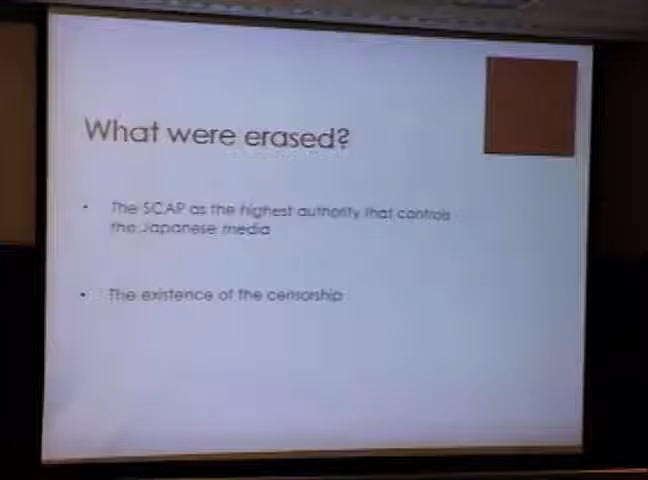 What were erased?
• The SCAP as the highest authority that controls
the Japanese media
• The existence of the censorship